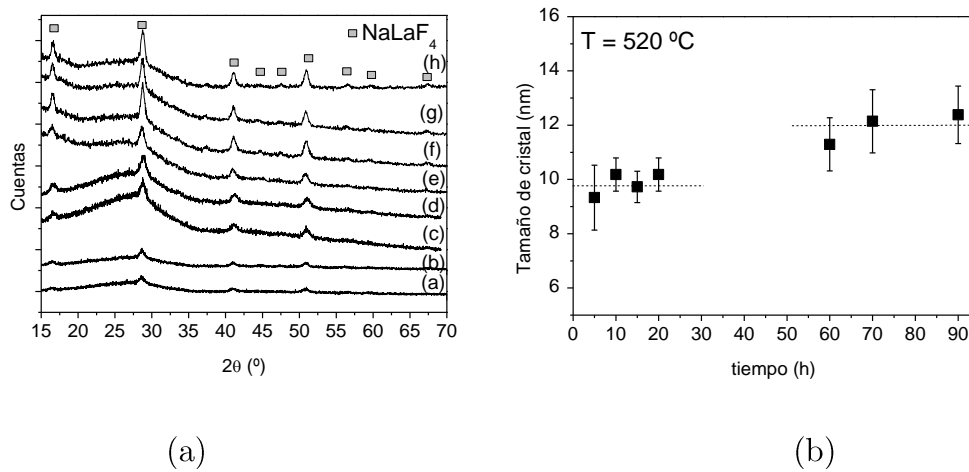 NaLaF4
(h)
(g)
(f)
(e)
(d)
(c)
(b)
(a)
Cuentas
15 20 25 30 35 40 45 50 55 60 65 70
2θ (º)
(a)
T = 520 ºC
16
14
12
10
8
6
Tamaño de cristal (nm)
0 10 20 30 40 50 60 70 80 90
tiempo (h)
(b)